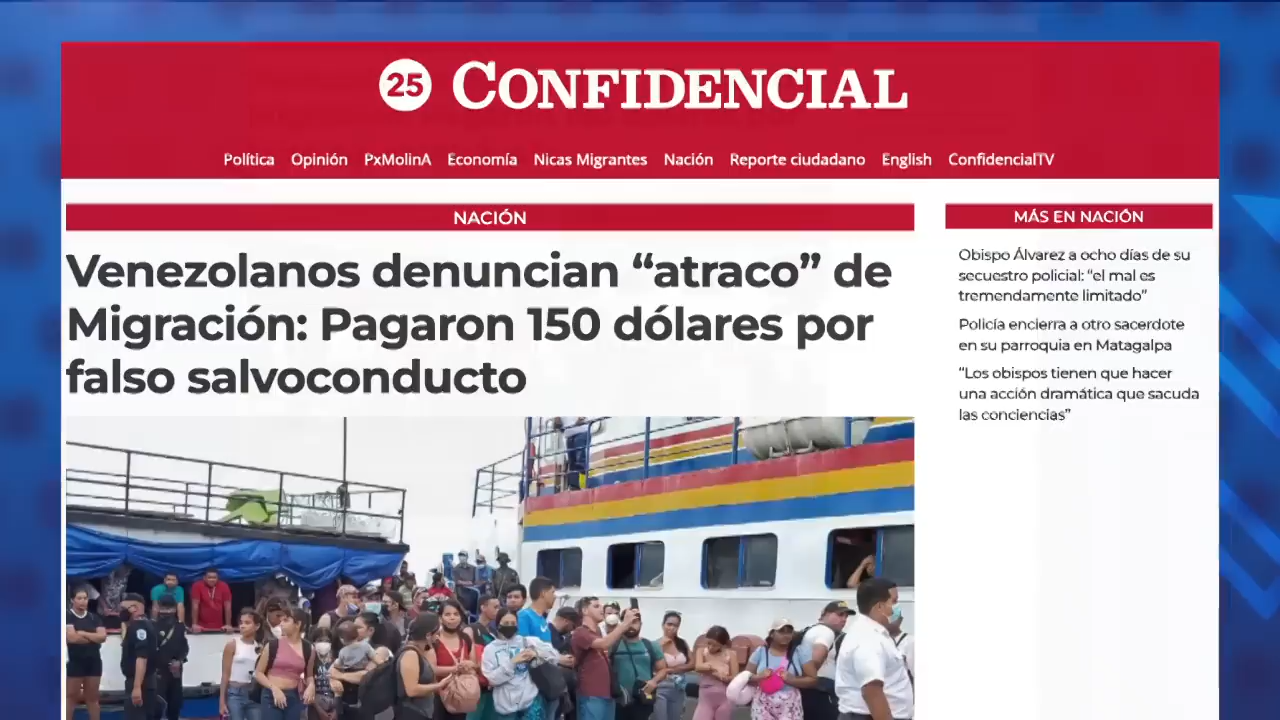 25 CONFIDENCIAL
Política Opinión PxMolinA Economía Nicas Migrantes Nación Reporte ciudadano English ConfidencialTV
NACIÓN
Venezolanos denuncian “atraco” de
Migración: Pagaron 150 dólares por
falso salvoconducto
MÁS EN NACIÓN
Obispo Álvarez a ocho días de su
secuestro policial: “el mal es
tremendamente limitado”
Policía encierra a otro sacerdote
en su parroquia en Matagalpa
“Los obispos tienen que hacer
una acción dramática que sacuda
las conciencias”